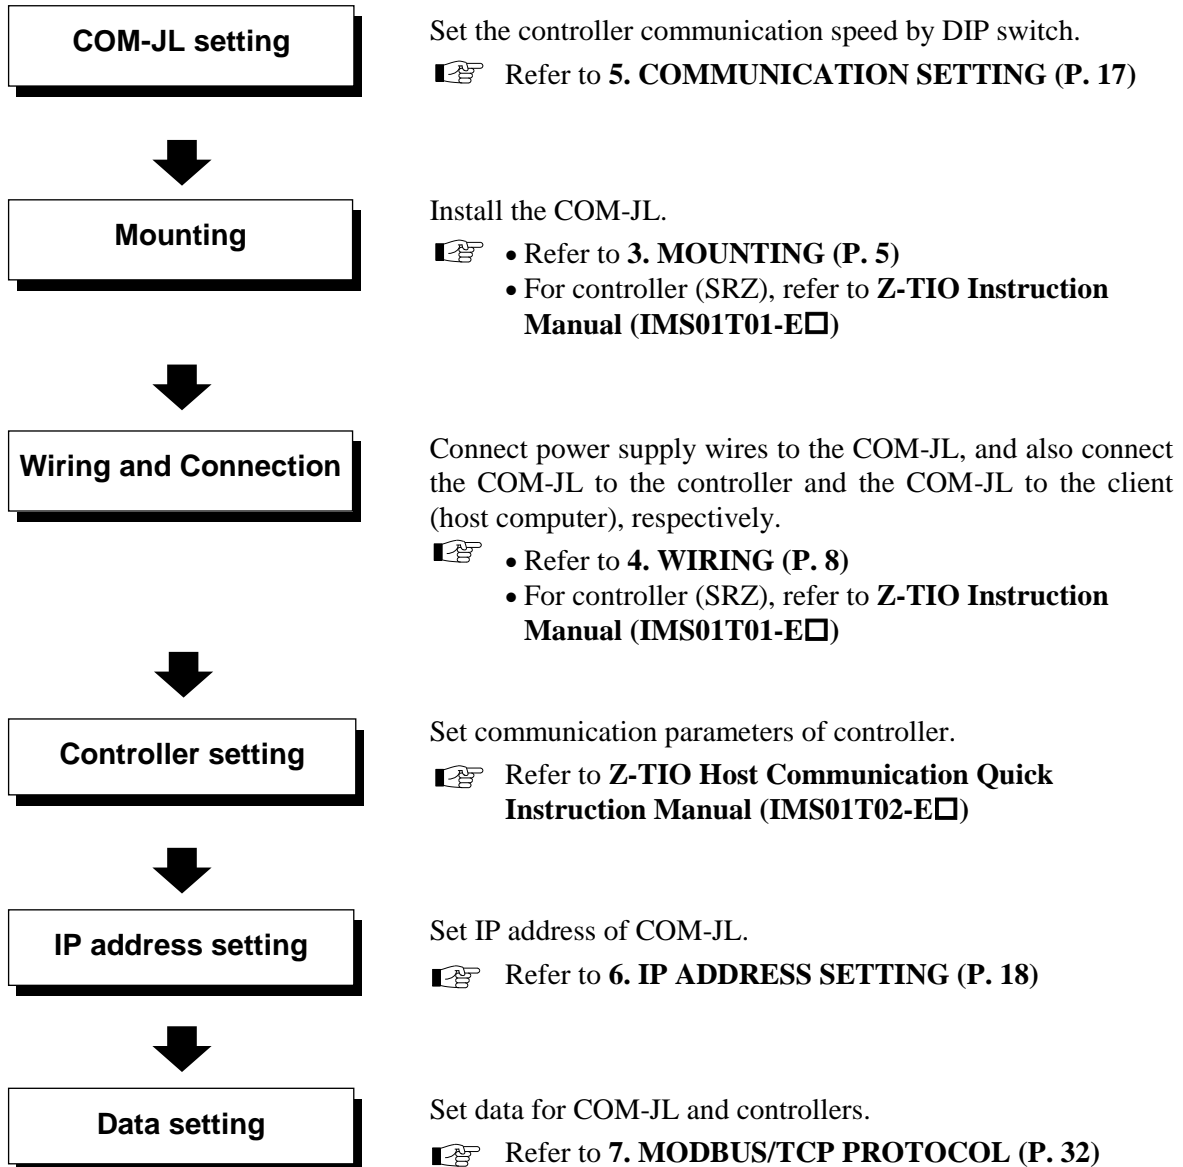 COM-JL setting
Set the controller communication speed by DIP switch.
Refer to 5. COMMUNICATION SETTING (P. 17)
Mounting
Install the COM-JL.
• Refer to 3. MOUNTING (P. 5)
• For controller (SRZ), refer to Z-TIO Instruction
Manual (IMS01T01-E□)
Wiring and Connection
Connect power supply wires to the COM-JL, and also connect
the COM-JL to the controller and the COM-JL to the client
(host computer), respectively.
• Refer to 4. WIRING (P. 8)
• For controller (SRZ), refer to Z-TIO Instruction
Manual (IMS01T01-E□)
Controller setting
Set communication parameters of controller.
Refer to Z-TIO Host Communication Quick
Instruction Manual (IMS01T02-E□)
IP address setting
Set IP address of COM-JL.
Refer to 6. IP ADDRESS SETTING (P. 18)
Data setting
Set data for COM-JL and controllers.
Refer to 7. MODBUS/TCP PROTOCOL (P. 32)